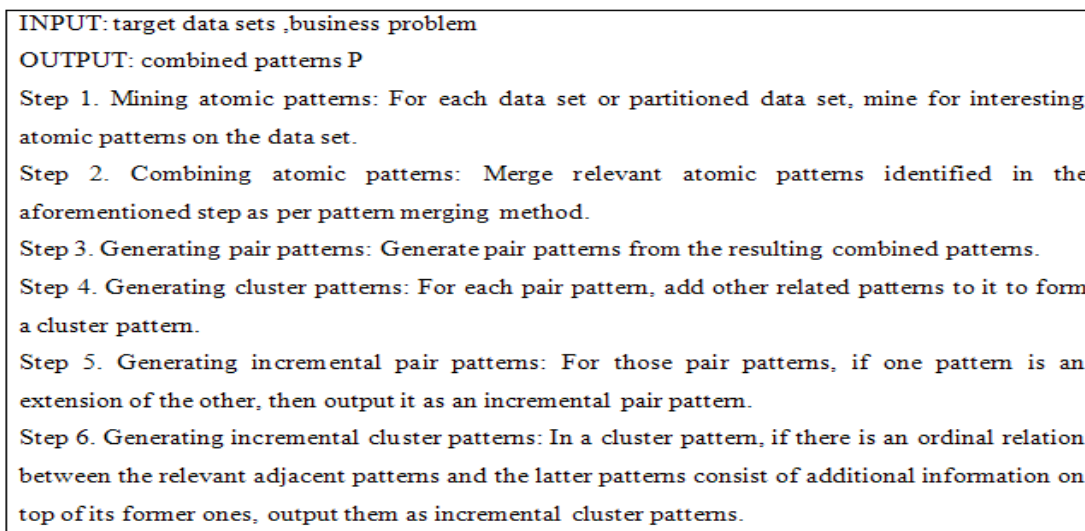 INPUT: target data sets ,business problem
OUTPUT: combined patterns P
Step 1. Mining atomic patterns: For each data set or partitioned data set, mine for interesting
atomic patterns on the data set.
Step 2. Combining atomic patterns: Merge relevant atomic patterns identified in the
aforementioned step as per pattern merging method.
Step 3. Generating pair patterns: Generate pair patterns from the resulting combined patterns.
Step 4. Generating cluster patterns: For each pair pattern, add other related patterns to it to form
a cluster pattern.
Step 5. Generating incremental pair patterns: For those pair patterns, if one pattern is an
extension of the other, then output it as an incremental pair pattern.
Step 6. Generating incremental cluster patterns: In a cluster pattern, if there is an ordinal relation
between the relevant adjacent patterns and the latter patterns consist of additional information on
top of its former ones, output them as incremental cluster patterns.